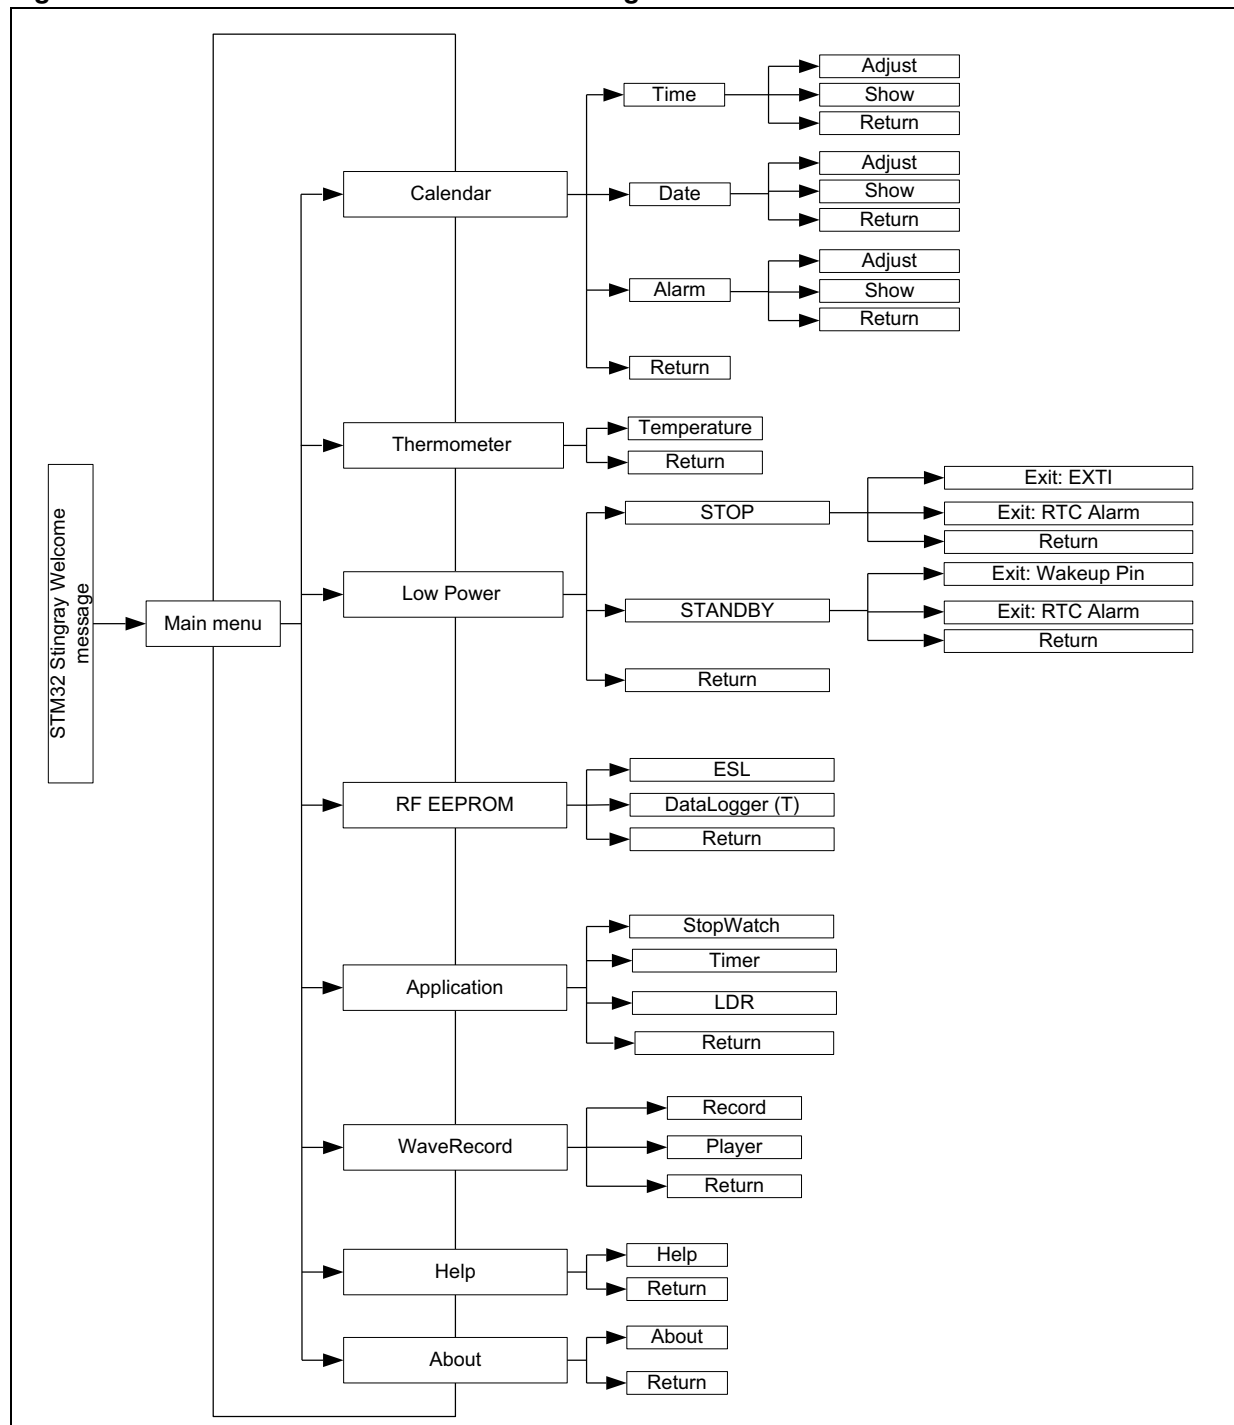 Adjust
Time
Show
Return
Adjust
Calendar
Date
Show
Return
Adjust
Alarm
Show
Return
Return
Thermometer
Temperature
Return
STM32 Stingray Welcome
message
Main menu
Low Power
STOP
Exit: EXTI
Exit: RTC Alarm
Return
STANDBY
Exit: Wakeup Pin
Exit: RTC Alarm
Return
Return
RF EEPROM
ESL
DataLogger (T)
Return
Application
StopWatch
Timer
LDR
Return
WaveRecord
Record
Player
Return
Help
Help
Return
About
About
Return